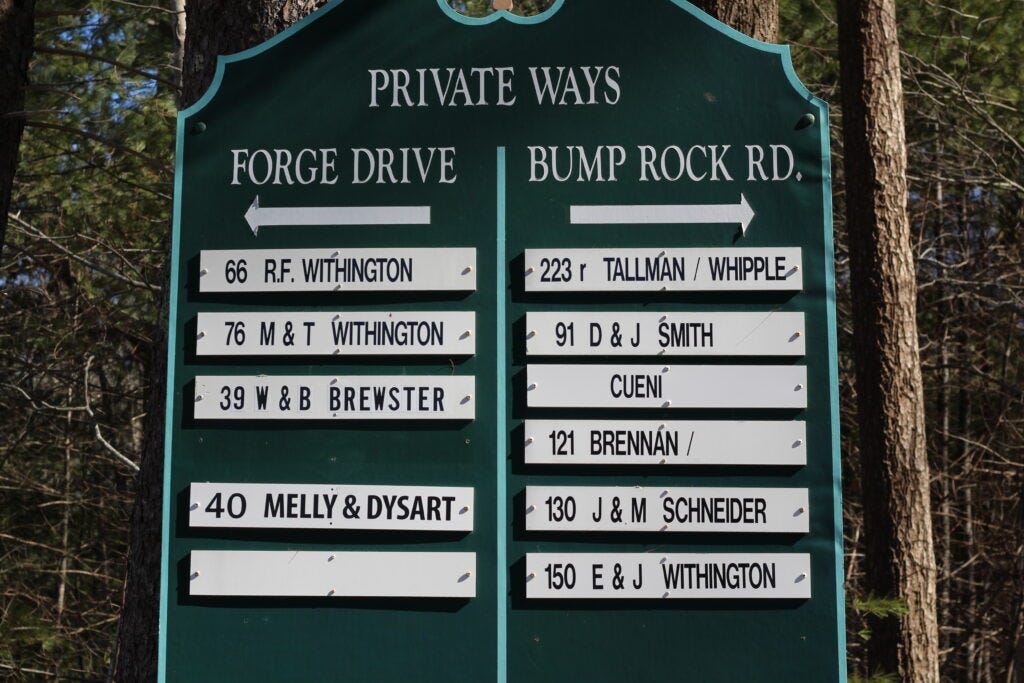 PRIVATE WAYS
FORGE DRIVE
66 R.F. WITHINGTON
76 M & T WITHINGTON
39 W & B BREWSTER
40 MELLY & DYSART
BUMP ROCK RD.
223 r TALLMAN / WHIPPLE
91 D & J SMITH
CUENI
121 BRENNAN /
130 J & M SCHNEIDER
150 E & J WITHINGTON